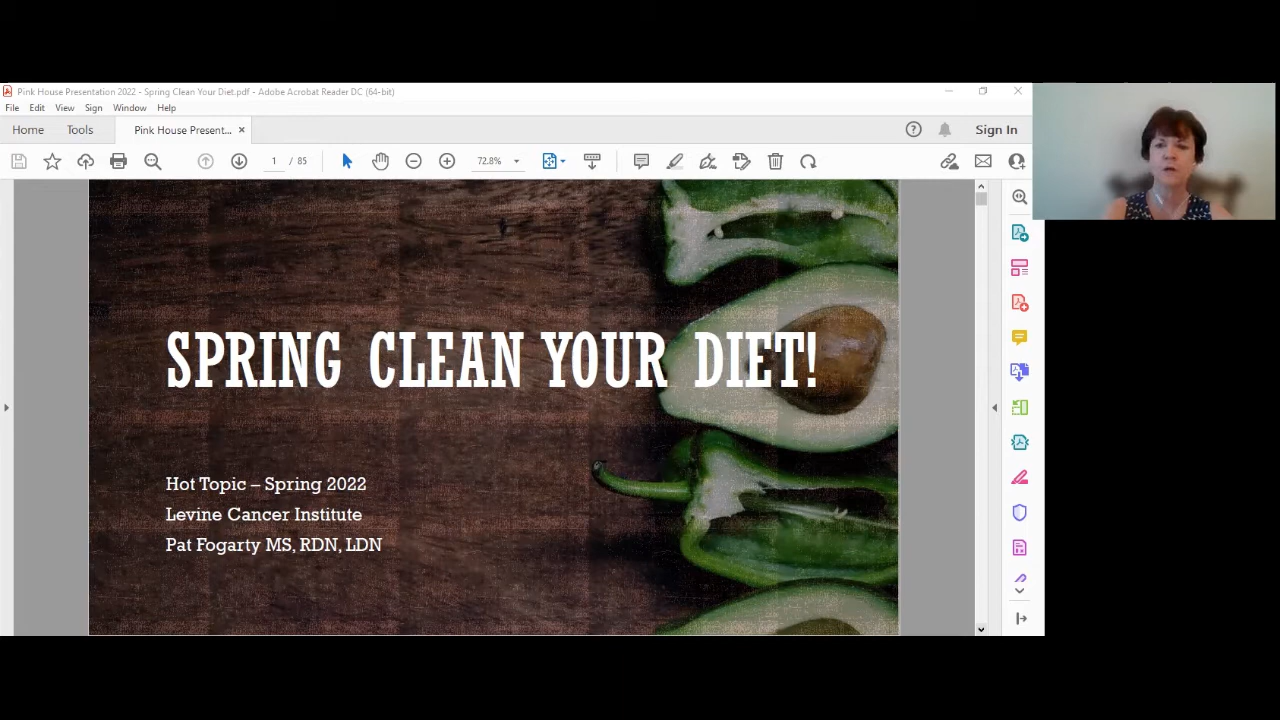 Pink House Presentation 2022 - Spring Clean Your Diet.pdf - Adobe Acrobat Reader DC (64-bit)
File Edit View Sign Window Help
Home Tools Pink House Present... Sign In
1 / 85 72.8%
SPRING CLEAN YOUR DIET!
Hot Topic – Spring 2022
Levine Cancer Institute
Pat Fogarty MS, RDN, LDN